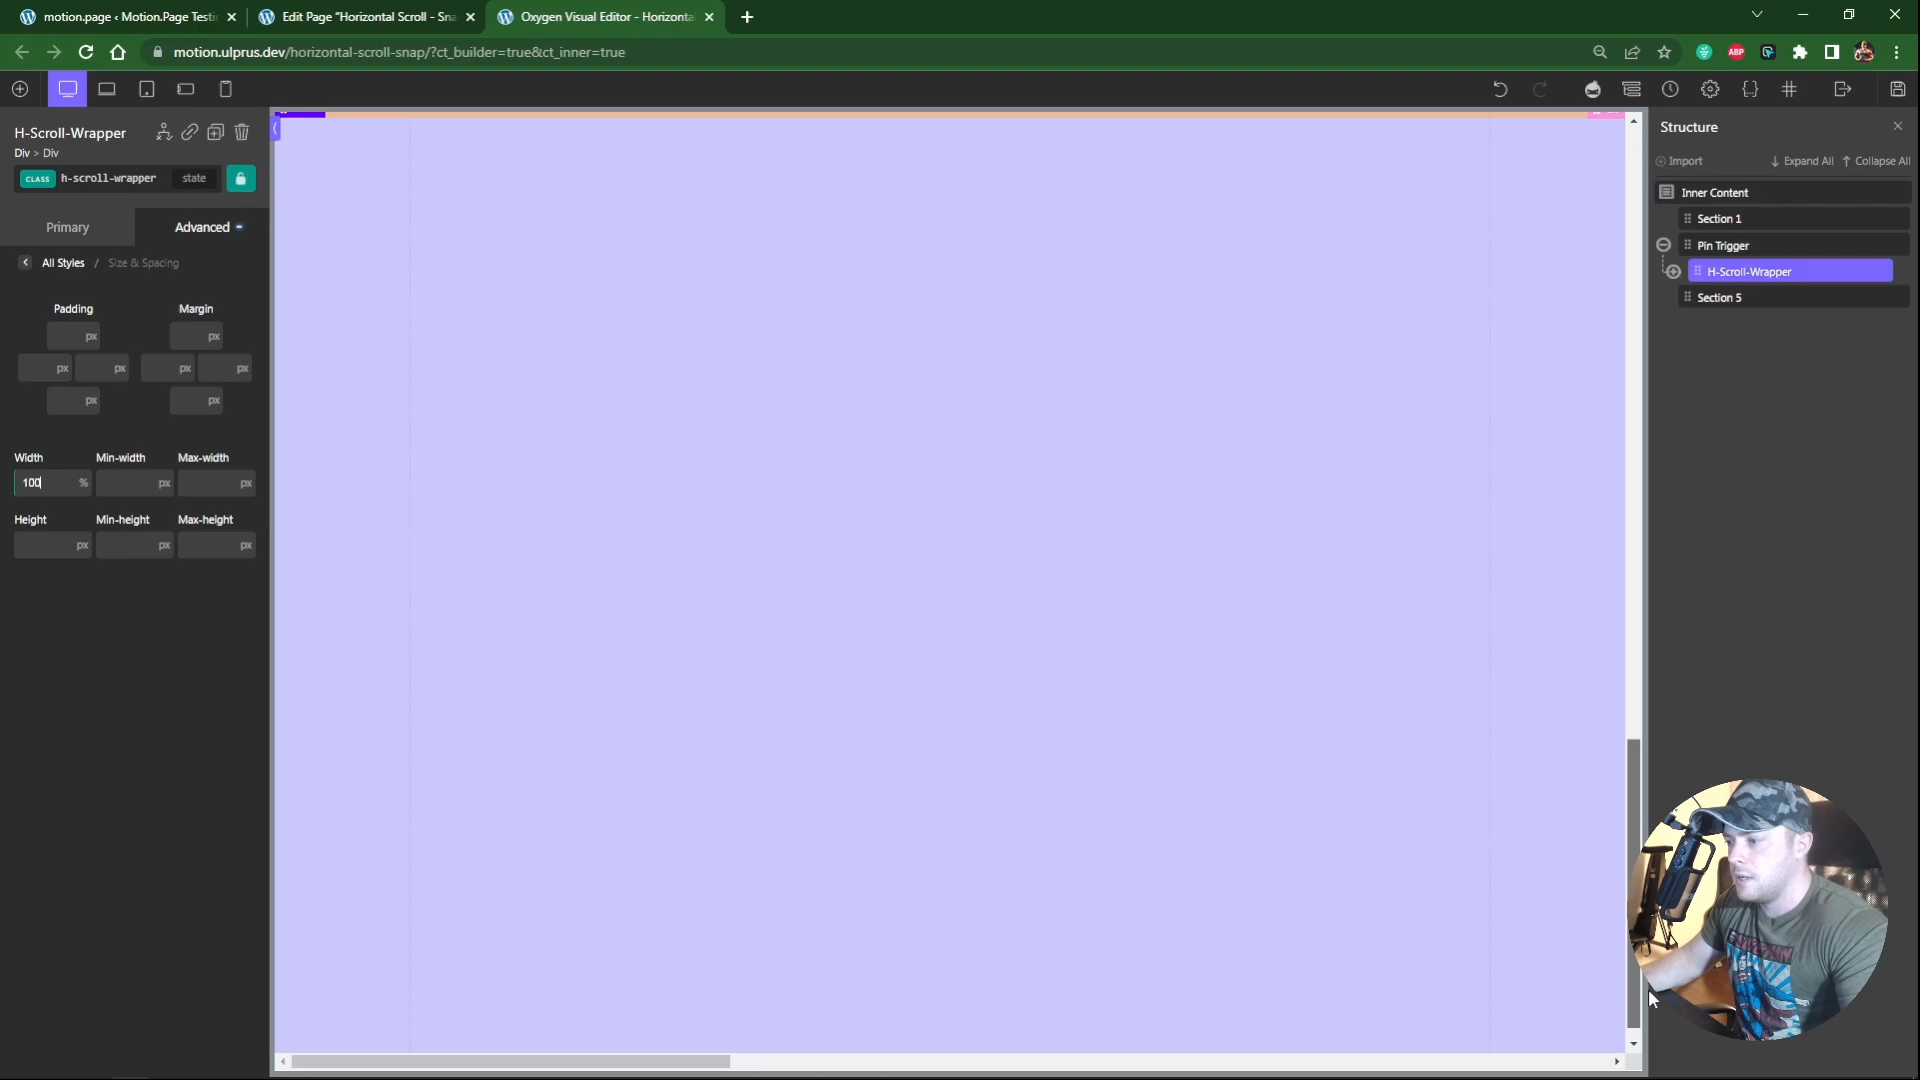 motion.page ‹ Motion.Page Testi
Edit Page "Horizontal Scroll - Sna
Oxygen Visual Editor - Horizonta
motion.ulprus.dev/horizontal-scroll-snap/?ct_builder=true&ct_inner=true
ABP
H-Scroll-Wrapper
Div > Div
CLASS h-scroll-wrapper state
Primary Advanced
All Styles / Size & Spacing
Padding Margin
px px
px px px px
px px
Width Min-width Max-width
100 % px px
Height Min-height Max-height
px px px
Structure
Import Expand All Collapse All
Inner Content
Section 1
Pin Trigger
H-Scroll-Wrapper
Section 5